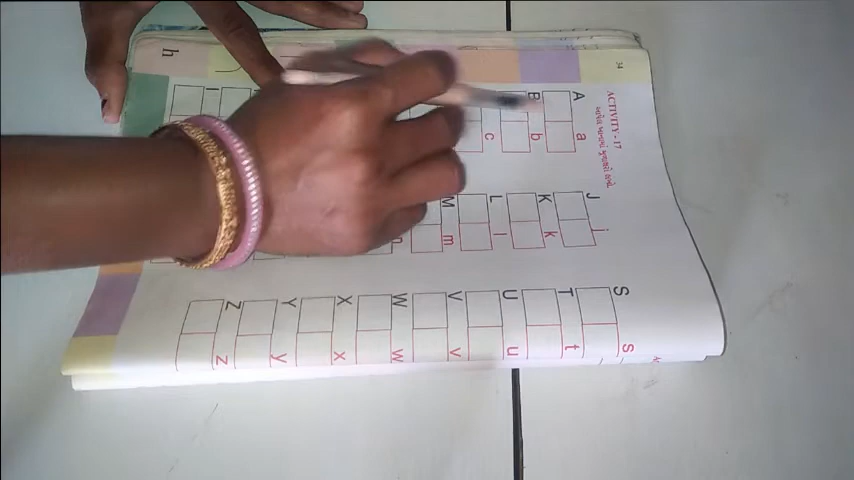 34
ACTIVITY - 17
A a
B b
c
J j
K k
L l
M m
n
S s
T t
U u
V v
W w
X x
Y y
Z z
I
h